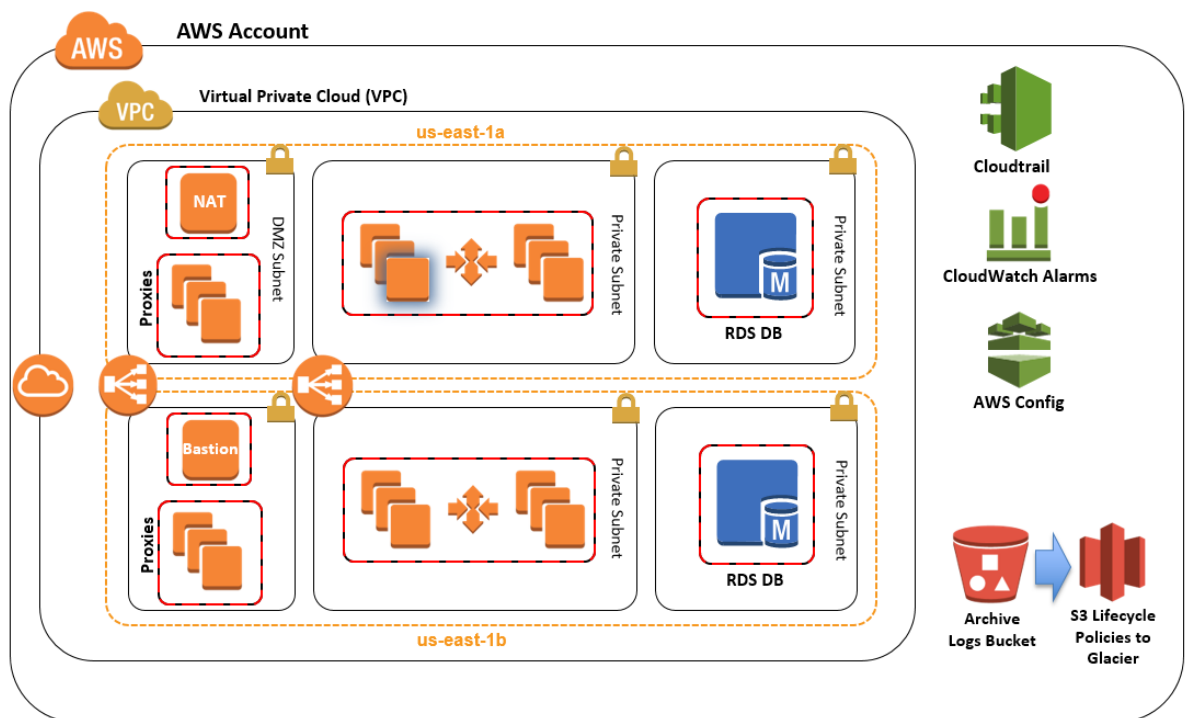 AWS
AWS Account
VPC
Virtual Private Cloud (VPC)
us-east-1a
NAT
DMZ Subnet
Proxies
Private Subnet
M
RDS DB
Private Subnet
Bastion
Proxies
Private Subnet
M
RDS DB
Private Subnet
us-east-1b
Cloudtrail
CloudWatch Alarms
AWS Config
Archive
Logs Bucket
S3 Lifecycle
Policies to
Glacier